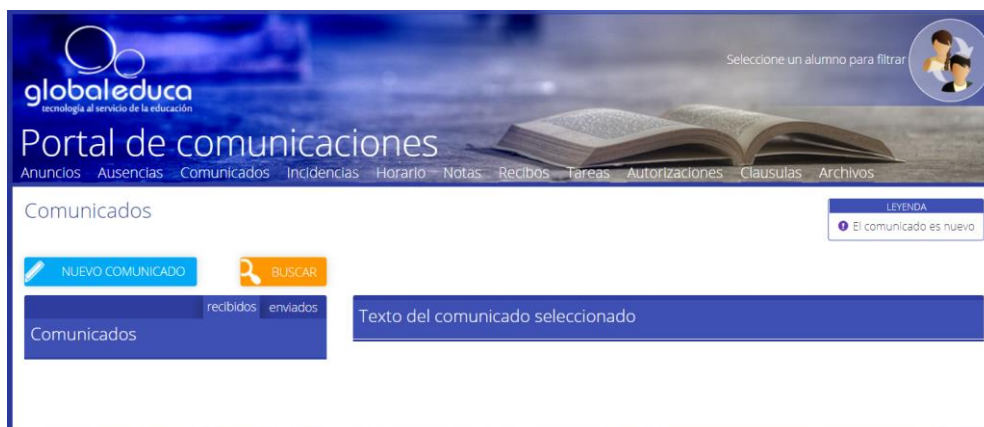 Seleccione un alumno para filtrar
globaleduca
tecnología al servicio de la educación
Portal de comunicaciones
Anuncios Ausencias Comunicados Incidencias Horario Notas Recibos Tareas Autorizaciones Clausulas Archivos
Comunicados
LEYENDA
El comunicado es nuevo
NUEVO COMUNICADO
BUSCAR
recibidos enviados
Comunicados
Texto del comunicado seleccionado